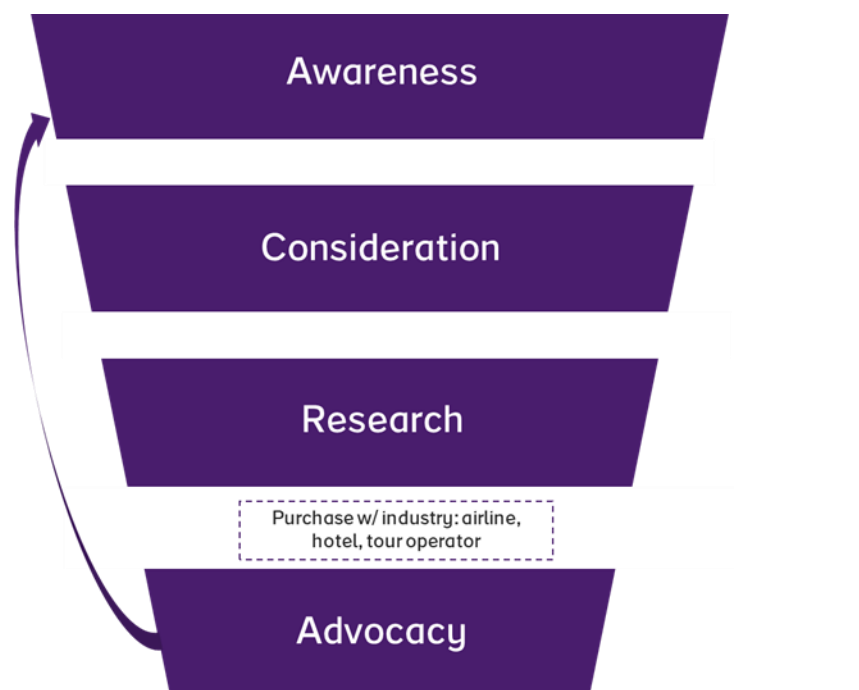 Awareness
Consideration
Research
Purchase w/ industry: airline,
hotel, tour operator
Advocacy